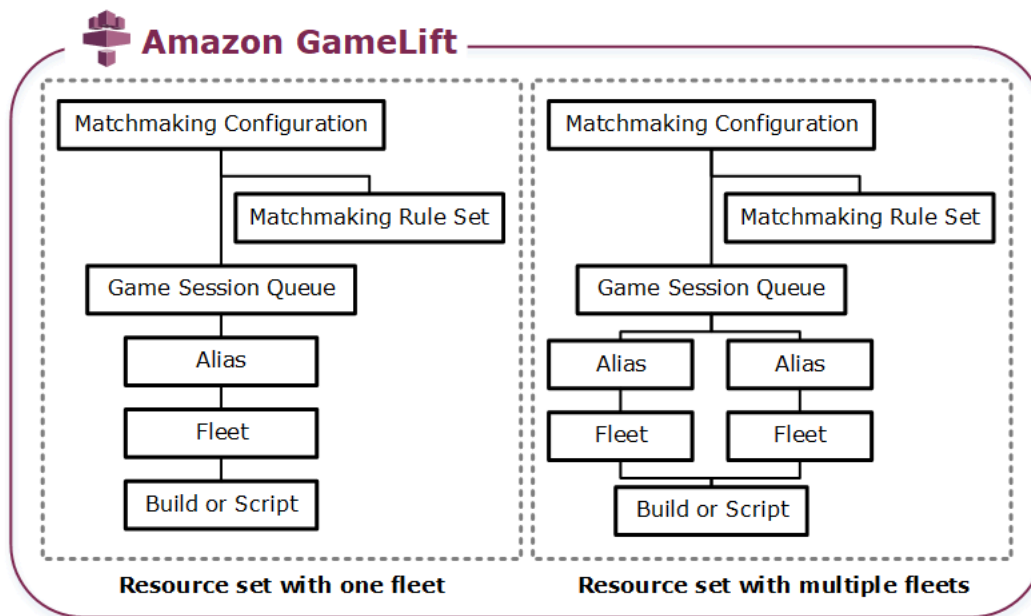 Amazon GameLift
Matchmaking Configuration
Matchmaking Rule Set
Game Session Queue
Alias
Fleet
Build or Script
Resource set with one fleet
Matchmaking Configuration
Matchmaking Rule Set
Game Session Queue
Alias Alias
Fleet Fleet
Build or Script
Resource set with multiple fleets